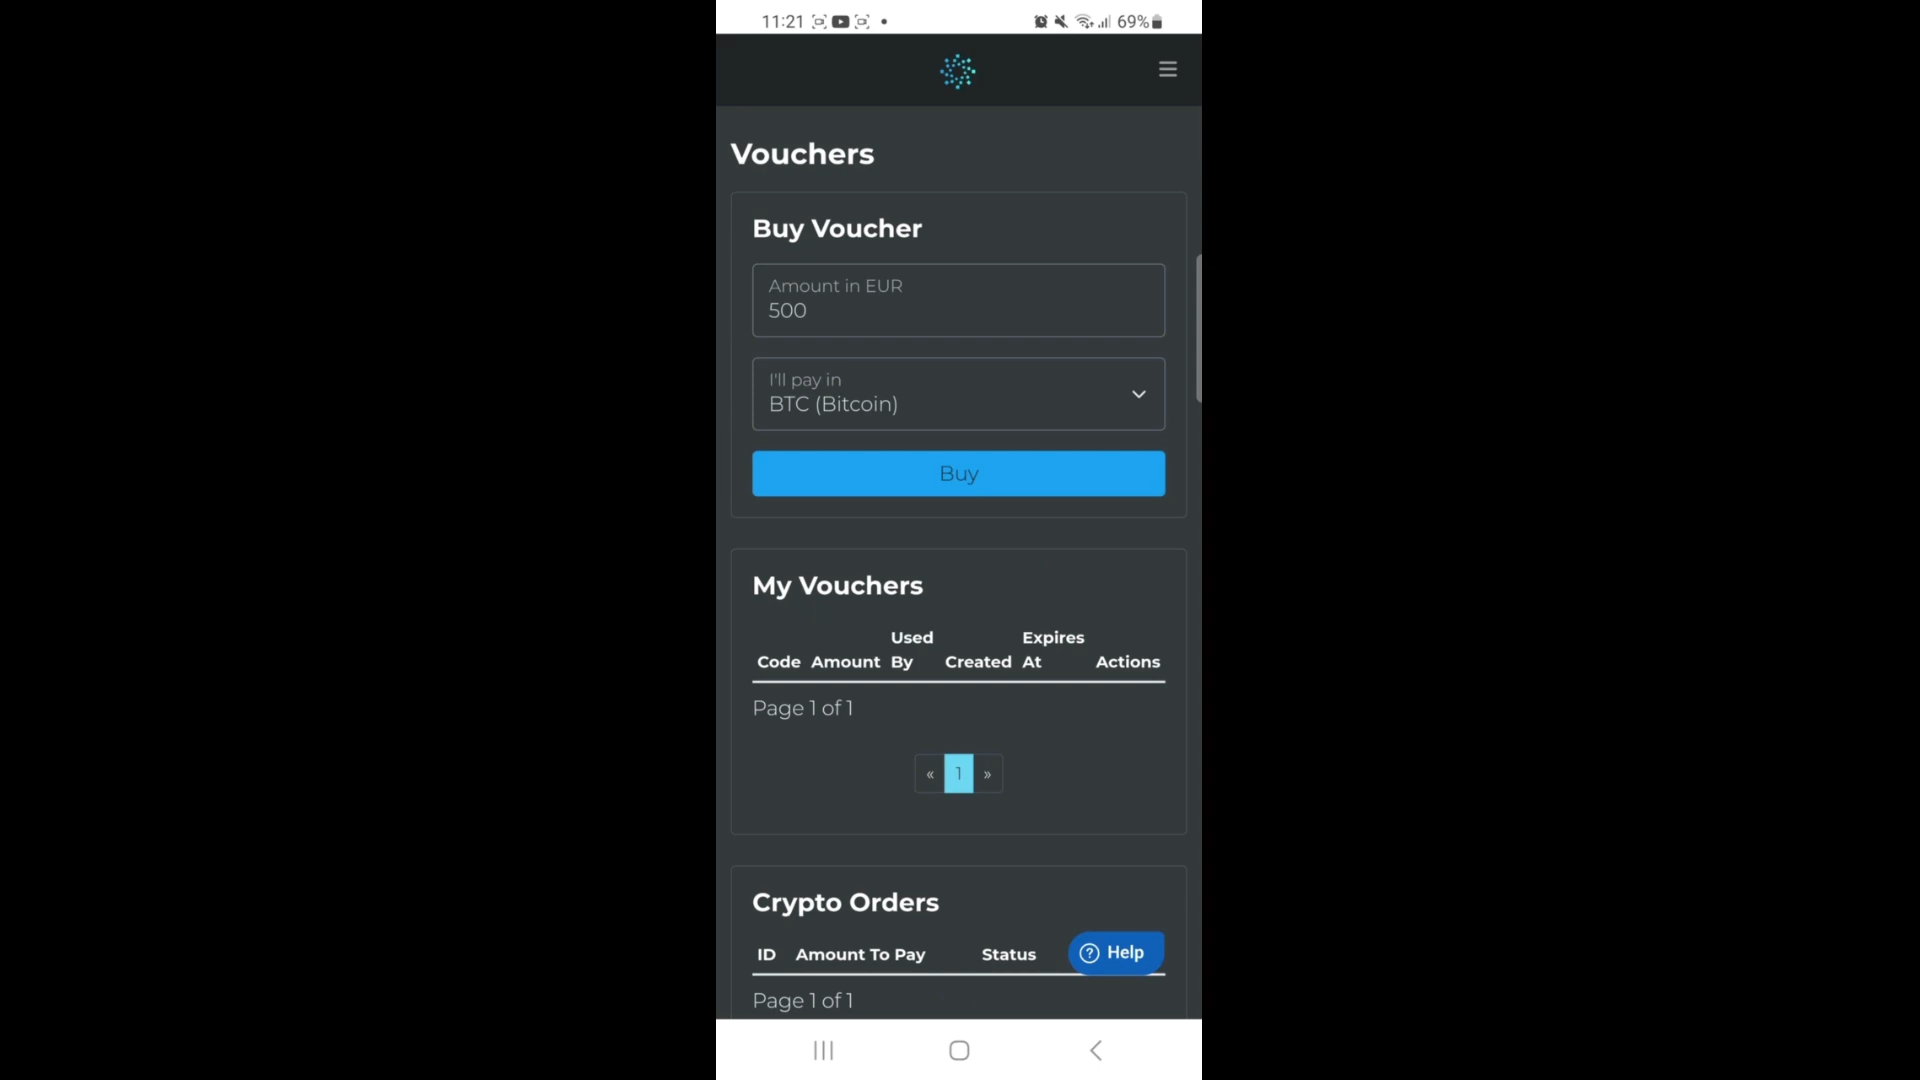 11:21 69%
Vouchers
Buy Voucher
Amount in EUR
500
I'll pay in
BTC (Bitcoin)
Buy
My Vouchers
Code Amount Used By Created Expires At Actions
Page 1 of 1
« 1 »
Crypto Orders
ID Amount To Pay Status
Help
Page 1 of 1